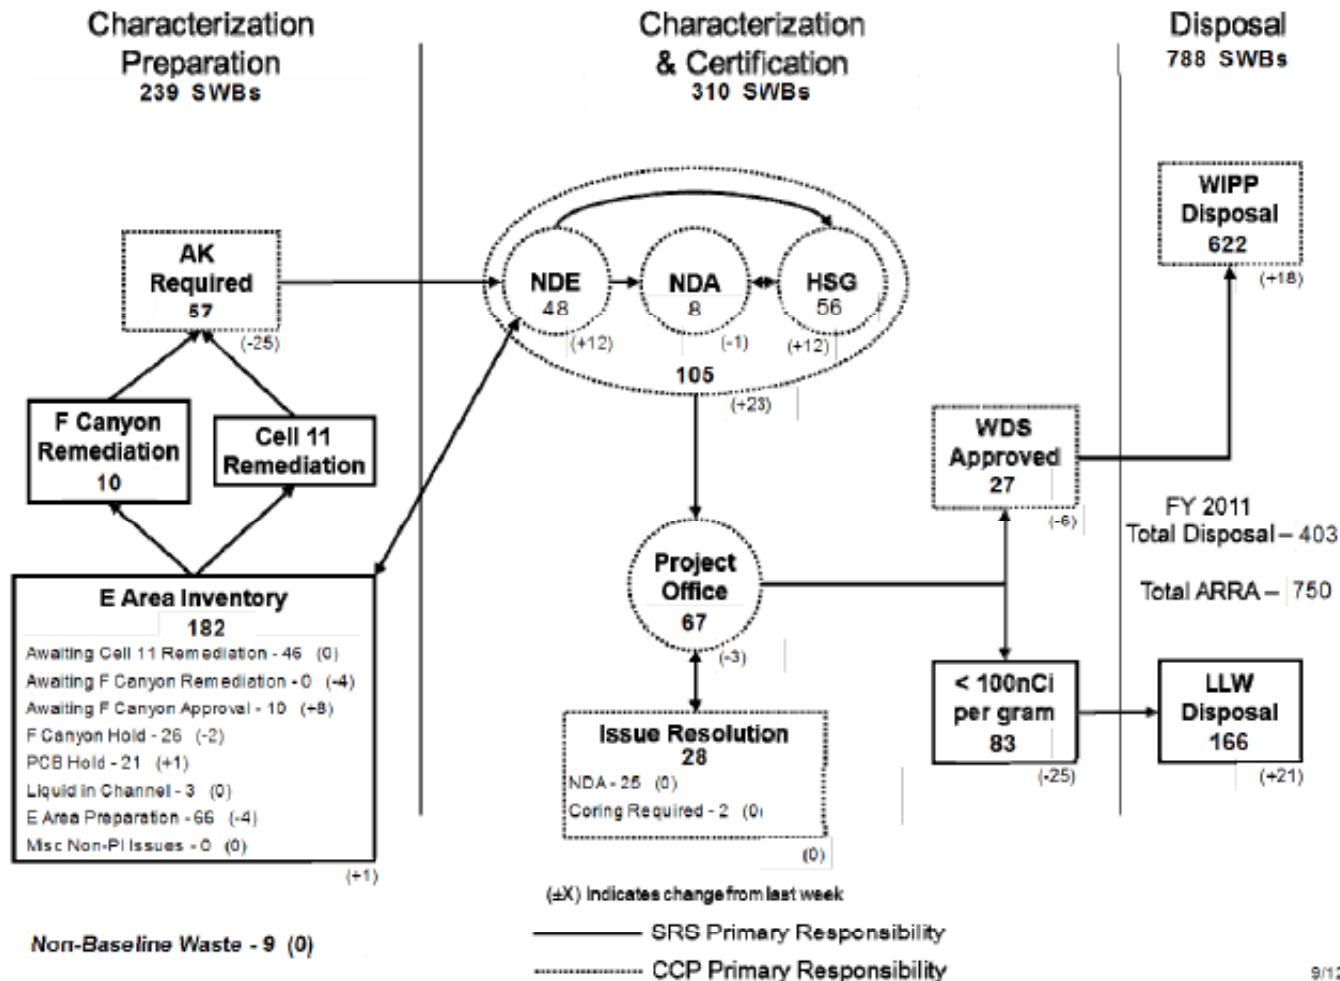 Characterization
Preparation
239 SWBs
Characterization
& Certification
310 SWBs
Disposal
788 SWBs
AK
Required
57
(-25)
F Canyon
Remediation
10
Cell 11
Remediation
E Area Inventory
182
Awaiting Cell 11 Remediation - 46 (0)
Awaiting F Canyon Remediation - 0 (-4)
Awaiting F Canyon Approval - 10 (+8)
F Canyon Hold - 26 (-2)
PCB Hold - 21 (+1)
Liquid in Channel - 3 (0)
E Area Preparation - 66 (-4)
Misc Non-PI Issues - 0 (0)
(+1)
Non-Baseline Waste - 9 (0)
NDE
48
(+12)
NDA
8
(-1)
HSG
56
(+12)
105
(+23)
Project
Office
67
(-3)
Issue Resolution
28
NDA - 25 (0)
Coring Required - 2 (0)
(0)
WDS
Approved
27
(-6)
< 100nCi
per gram
83
(-25)
WIPP
Disposal
622
(+18)
FY 2011
Total Disposal – 403
Total ARRA – 750
LLW
Disposal
166
(+21)
(±X) Indicates change from last week
SRS Primary Responsibility
CCP Primary Responsibility
9/12